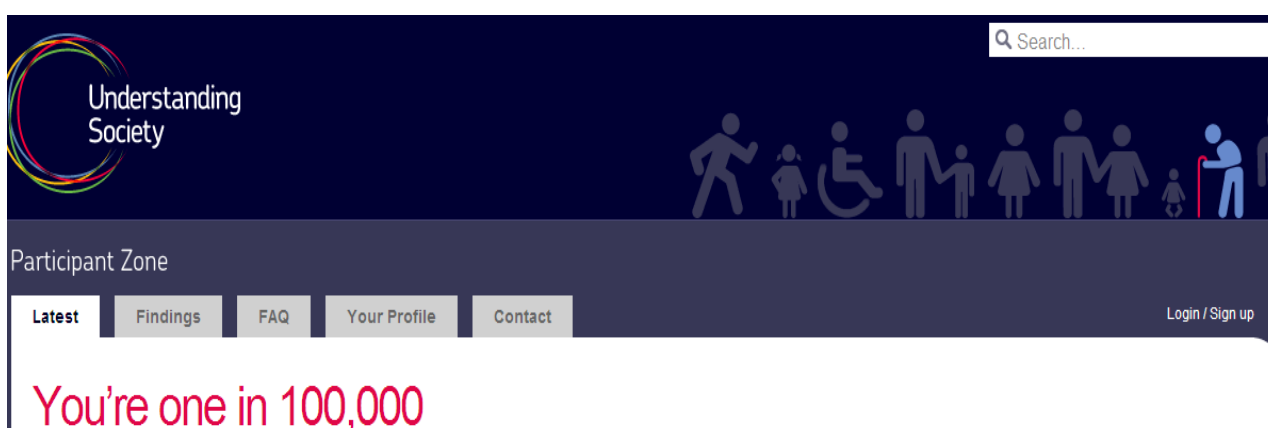 Search...
Understanding
Society
Participant Zone
Latest Findings FAQ Your Profile Contact Login / Sign up
You're one in 100,000